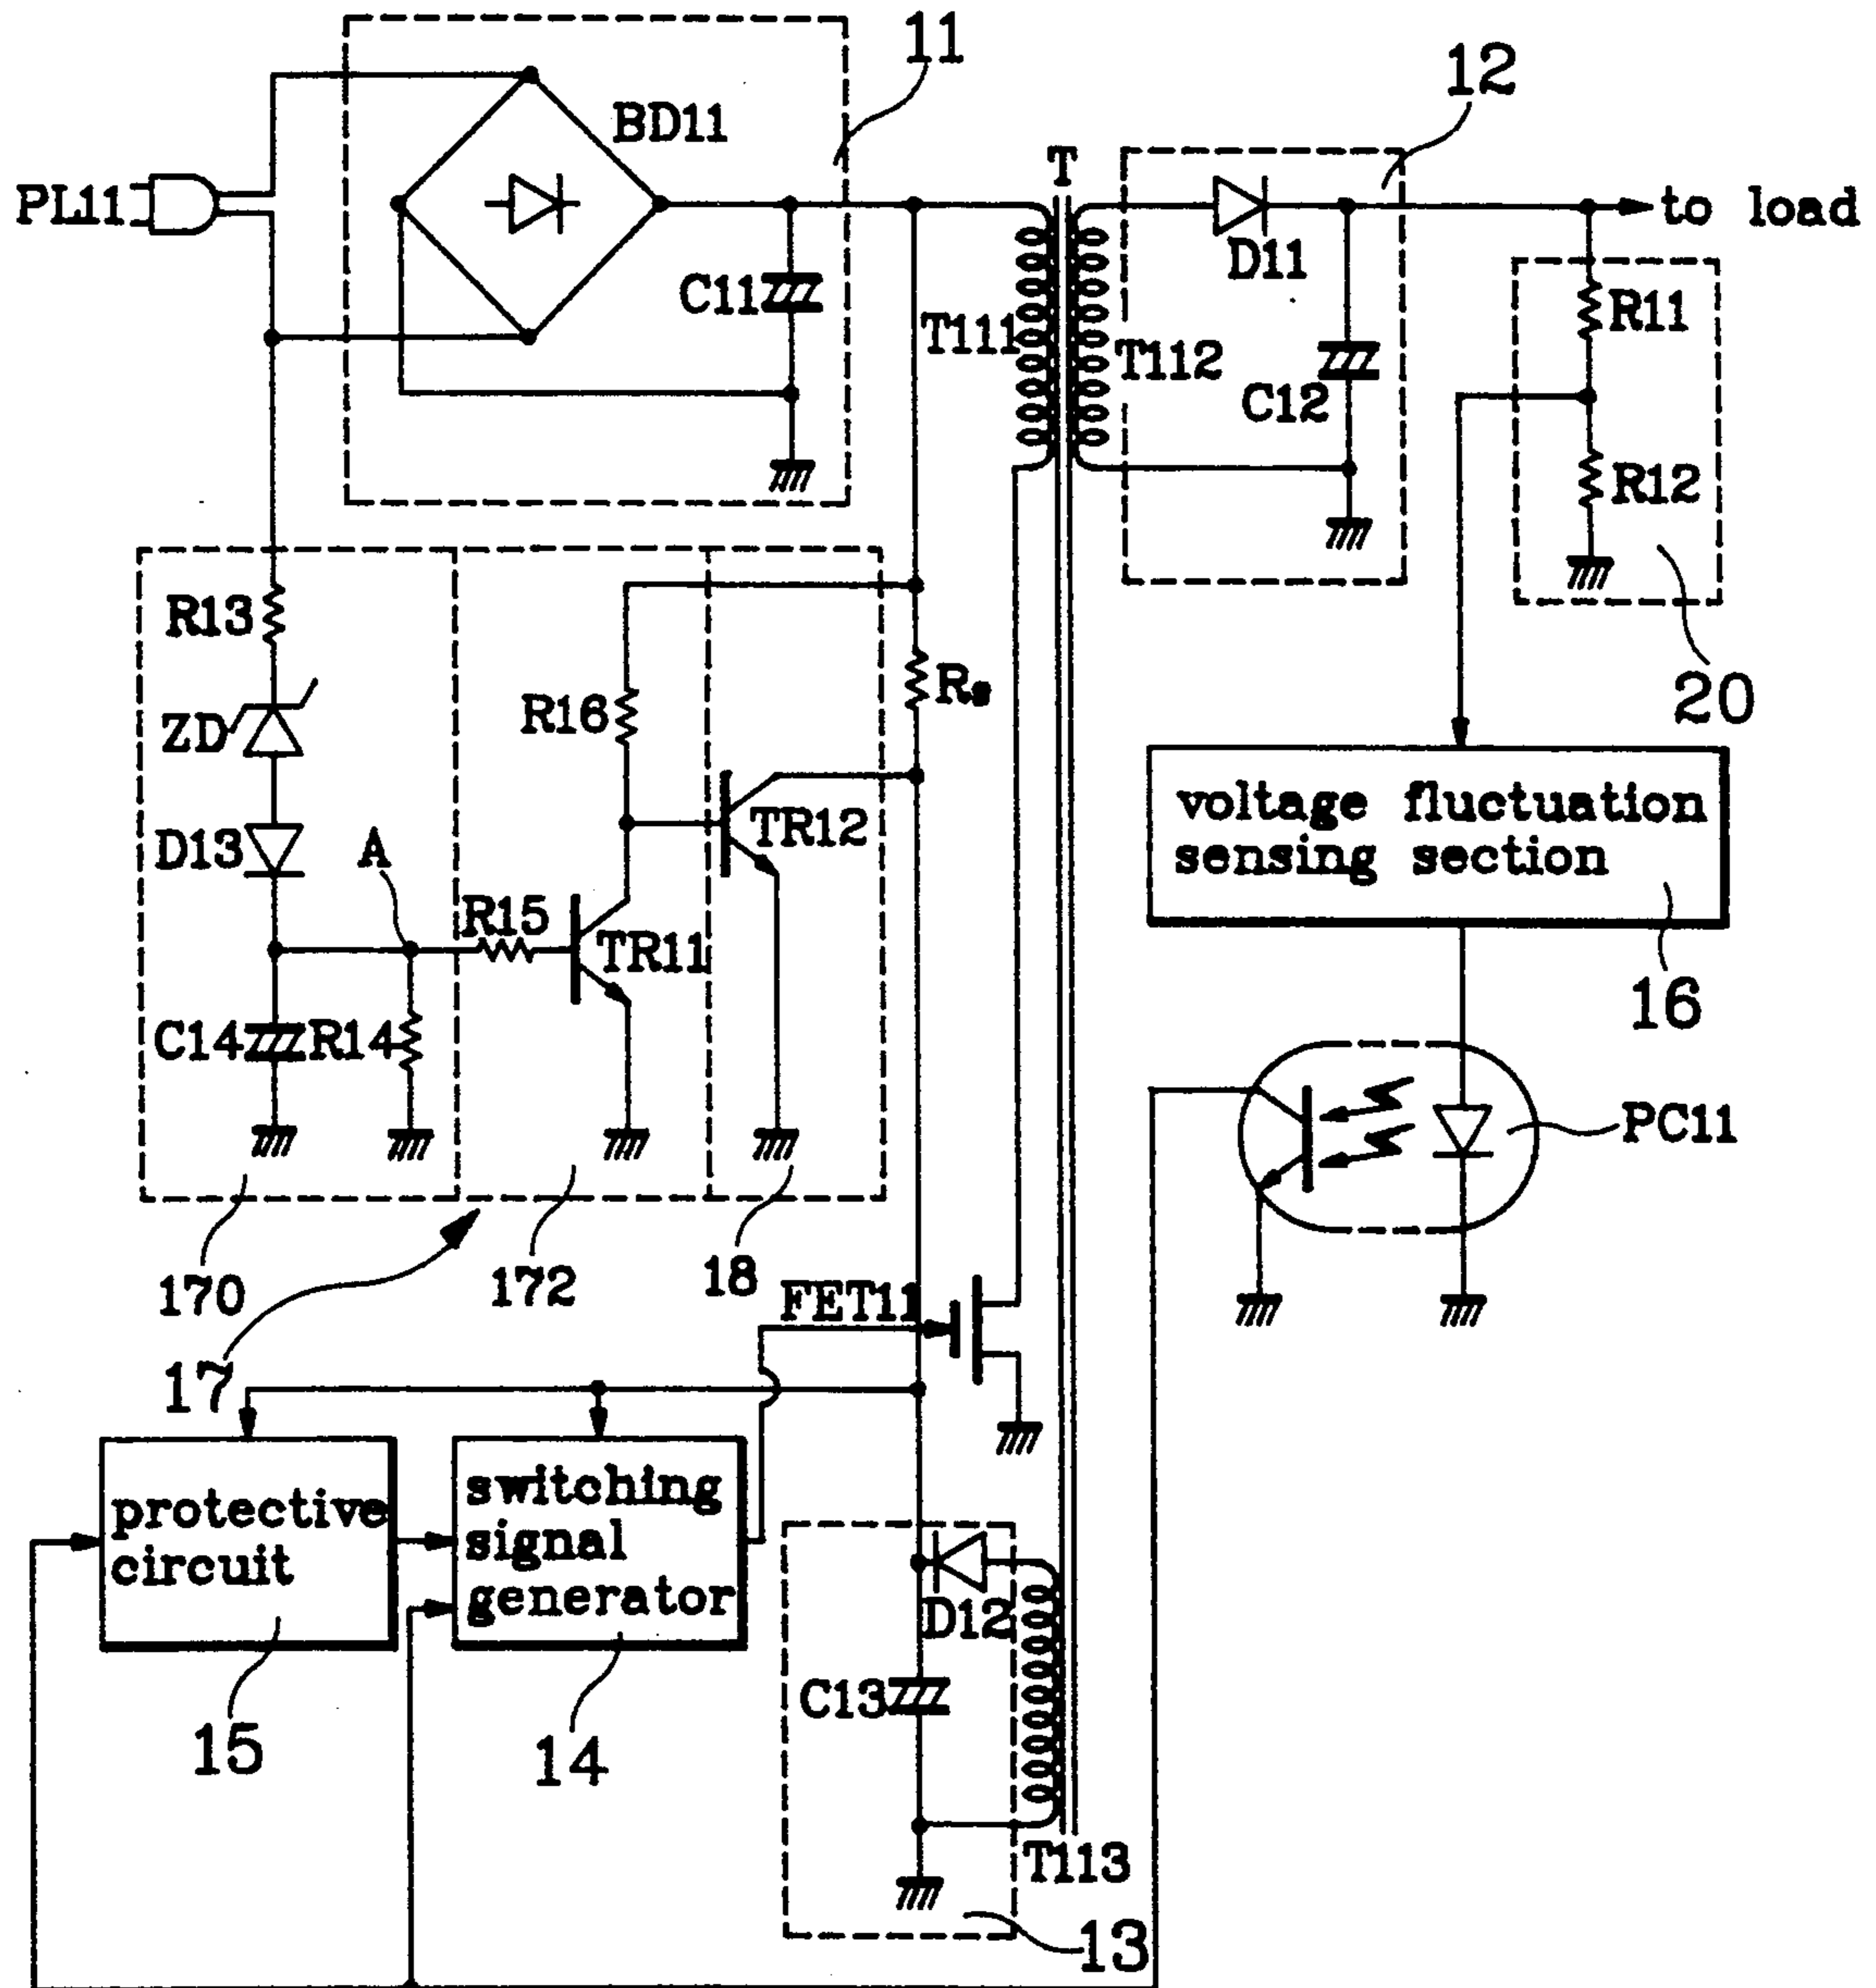 11
12
BD11
T
PL11
to load
D11
C11
R11
T111
T112
C12
R12
R13
Rs
20
R16
ZD
voltage fluctuation
sensing section
TR12
D13
A
R15
TR11
16
C14
R14
PC11
170
172
18
FET11
17
switching
signal
generator
protective
circuit
D12
C13
15
14
T113
13